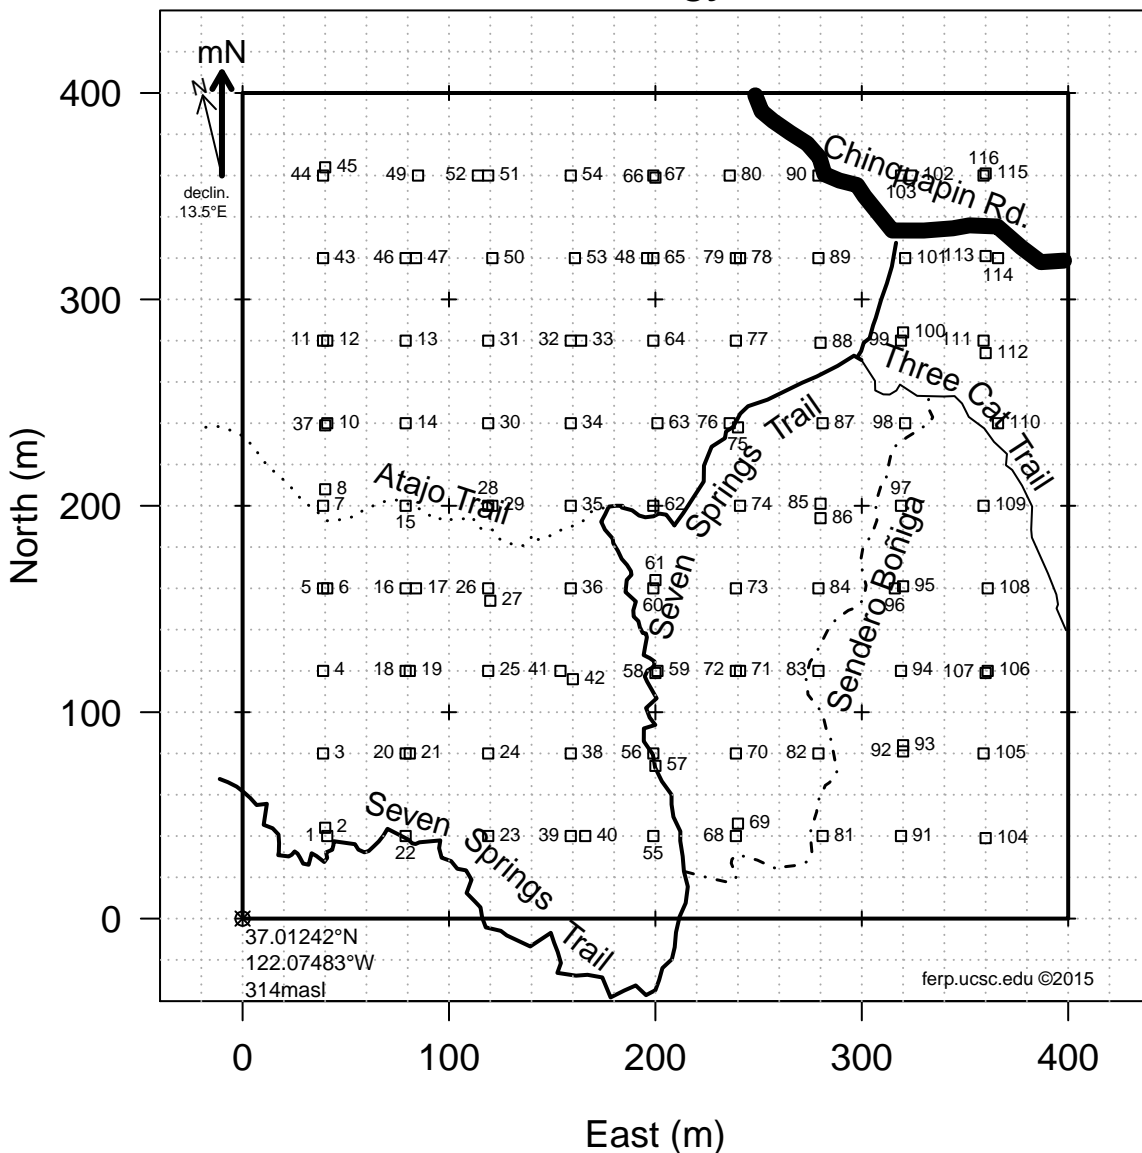 gy
mN
N
declin.
13.5°E
400
300
200
100
0
North (m)
Chinquapin Rd.
44 45 49 52 51 54 66 67 80 90 103 102 116 115
43 46 47 50 53 48 65 79 78 89 101 113 114
11 12 13 31 32 33 64 77 88 99 100 111 112
Three Cat Trail
37 10 14 30 34 63 76 75 87 98 110
Seven Springs Trail
Atajo Trail
8
7 15 28 29 35 62 74 85 86 97 109
5 6 16 17 26 27 36 61 60 73 84 95 96 108
Sendero Boñiga
4 18 19 25 41 42 58 59 72 71 83 94 107 106
3 20 21 24 38 56 57 70 82 92 93 105
Seven Springs Trail
1 2 22 23 39 40 55 68 69 81 91 104
37.01242°N
122.07483°W
314masl
ferp.ucsc.edu ©2015
0 100 200 300 400
East (m)